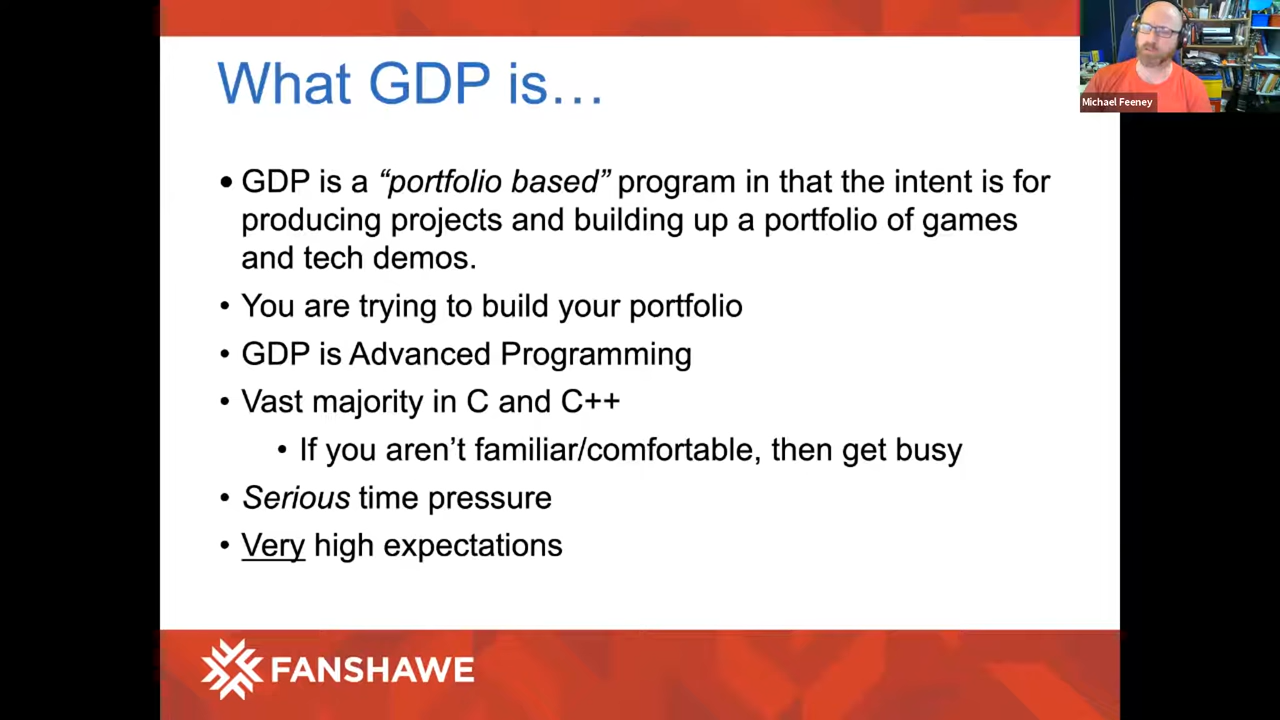 What GDP is…
Michael Feeney
• GDP is a “portfolio based” program in that the intent is for
producing projects and building up a portfolio of games
and tech demos.
• You are trying to build your portfolio
• GDP is Advanced Programming
• Vast majority in C and C++
• If you aren’t familiar/comfortable, then get busy
• Serious time pressure
• Very high expectations
FANSHAWE